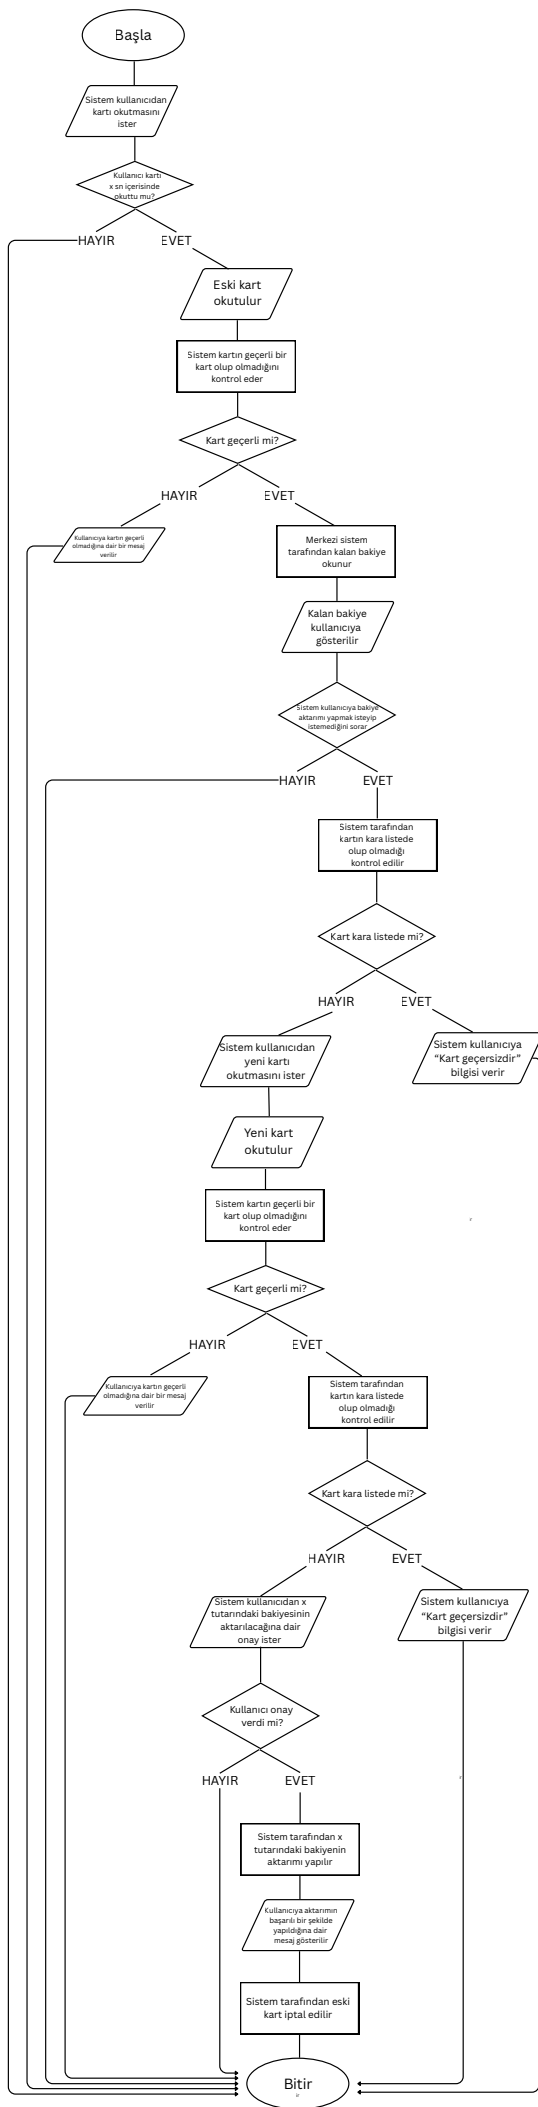 Başla
Sistem kullanıcıdan
kartı okutmasını
ister
Kullanıcı kartı
x sn içerisinde
okuttu mu?
HAYIR
EVET
Eski kart
okutulur
Sistem kartın geçerli bir
kart olup olmadığını
kontrol eder
Kart geçerli mi?
HAYIR
EVET
Kullanıcıya kartın geçerli
olmadığına dair bir mesaj
verilir
Merkezi sistem
tarafından kalan bakiye
okunur
Kalan bakiye
kullanıcıya
gösterilir
Sistem kullanıcıya bakiye
aktarımı yapmak isteyip
istemediğini sorar
HAYIR
EVET
Sistem tarafından
kartın kara listede
olup olmadığı
kontrol edilir
Kart kara listede mi?
HAYIR
EVET
Sistem kullanıcıdan
yeni kartı
okutmasını ister
Sistem kullanıcıya
“Kart geçersizdir”
bilgisi verir
Yeni kart
okutulur
Sistem kartın geçerli bir
kart olup olmadığını
kontrol eder
Kart geçerli mi?
HAYIR
EVET
Kullanıcıya kartın geçerli
olmadığına dair bir mesaj
verilir
Sistem tarafından
kartın kara listede
olup olmadığı
kontrol edilir
Kart kara listede mi?
HAYIR
EVET
Sistem kullanıcıdan x
tutarındaki bakiyesinin
aktarılacağına dair
onay ister
Sistem kullanıcıya
“Kart geçersizdir”
bilgisi verir
Kullanıcı onay
verdi mi?
HAYIR
EVET
Sistem tarafından x
tutarındaki bakiyenin
aktarımı yapılır
Kullanıcıya aktarımın
başarılı bir şekilde
yapıldığına dair
mesaj gösterilir
Sistem tarafından eski
kart iptal edilir
Bitir